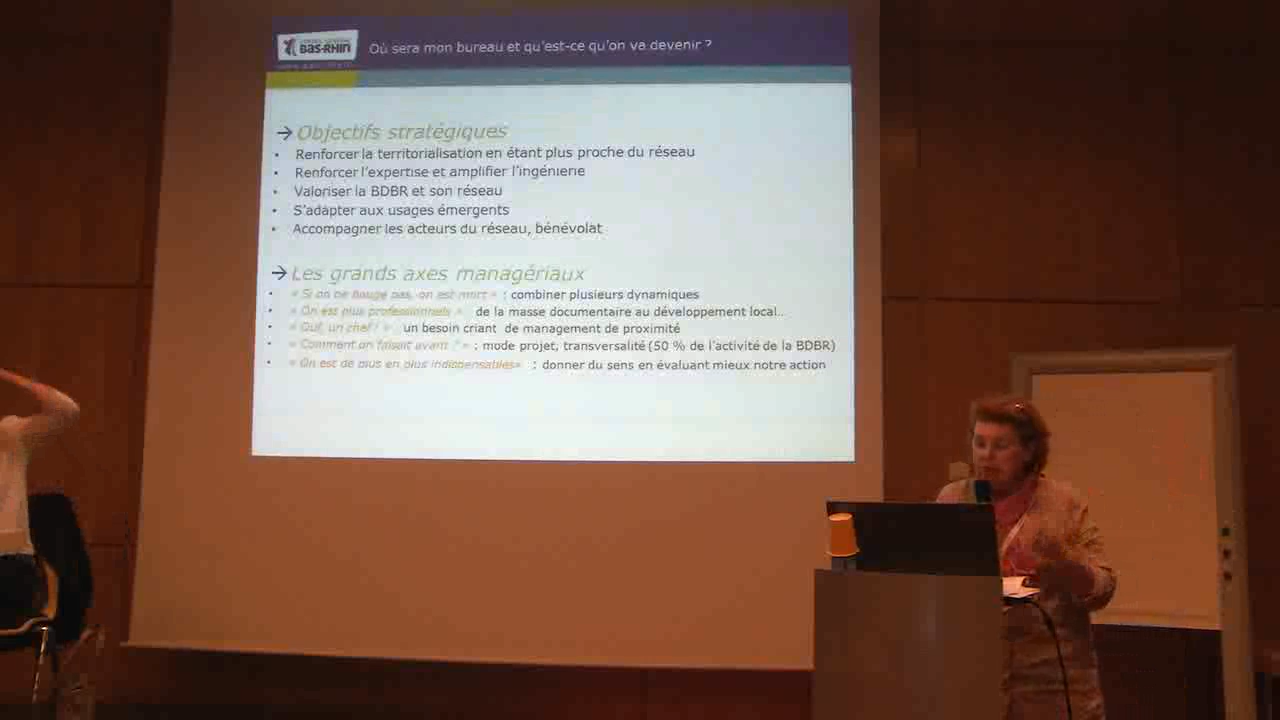 CONSEIL GÉNÉRAL
BAS-RHIN
Où sera mon bureau et qu'est-ce qu'on va devenir ?
→ Objectifs stratégiques
• Renforcer la territorialisation en étant plus proche du réseau
• Renforcer l'expertise et amplifier l'ingénierie
• Valoriser la BDBR et son réseau
• S'adapter aux usages émergents
• Accompagner les acteurs du réseau, bénévolat
→ Les grands axes managériaux
• « Si on ne bouge pas, on est mort » : combiner plusieurs dynamiques
• « On est plus professionnels » de la masse documentaire au développement local..
• « Ouf, un chef ! » un besoin criant de management de proximité
• « Comment on faisait avant ? » : mode projet, transversalité (50 % de l'activité de la BDBR)
• « On est de plus en plus indispensables» : donner du sens en évaluant mieux notre action